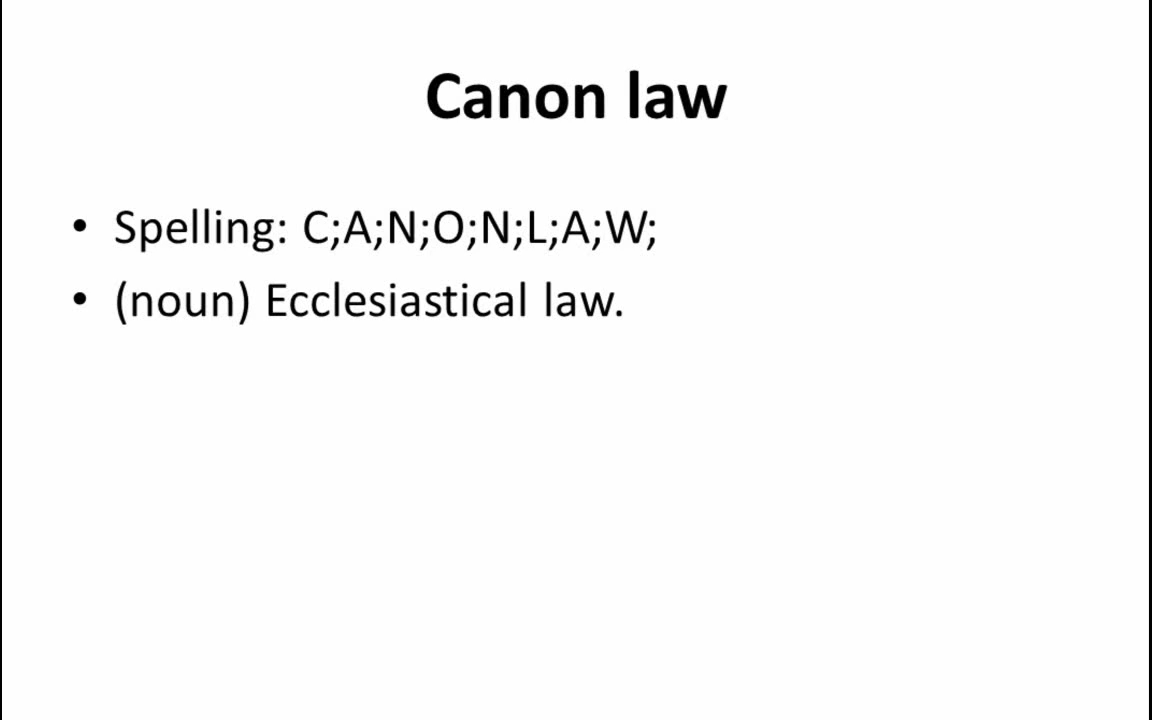 Canon law
• Spelling: C;A;N;O;N;L;A;W;
• (noun) Ecclesiastical law.